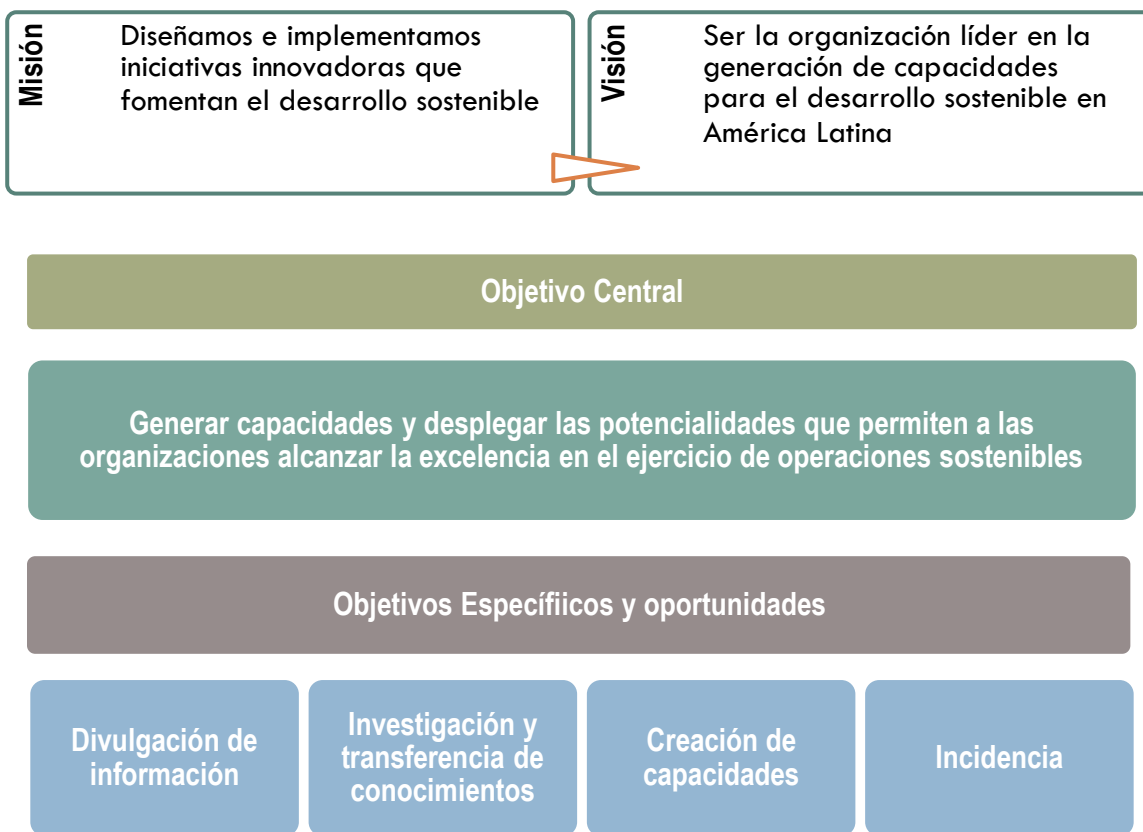 Misión
Diseñamos e implementamos
iniciativas innovadoras que
fomentan el desarrollo sostenible
Visión
Ser la organización líder en la
generación de capacidades
para el desarrollo sostenible en
América Latina
Objetivo Central
Generar capacidades y desplegar las potencialidades que permiten a las
organizaciones alcanzar la excelencia en el ejercicio de operaciones sostenibles
Objetivos Específiicos y oportunidades
Divulgación de
información
Investigación y
transferencia de
conocimientos
Creación de
capacidades
Incidencia